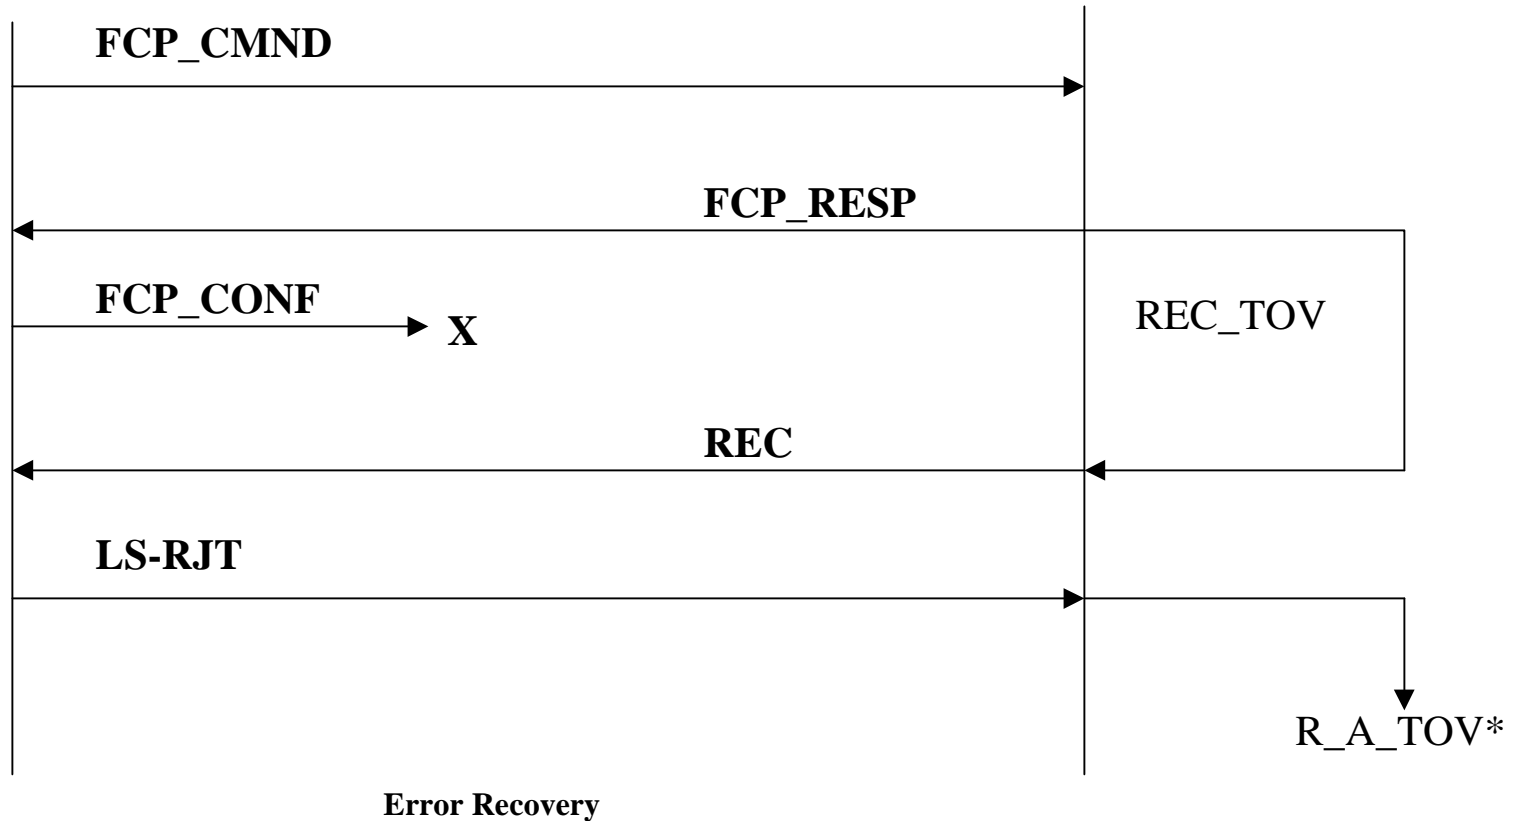 FCP_CMND
FCP_RESP
FCP_CONF
X
REC_TOV
REC
LS-RJT
R_A_TOV*
Error Recovery